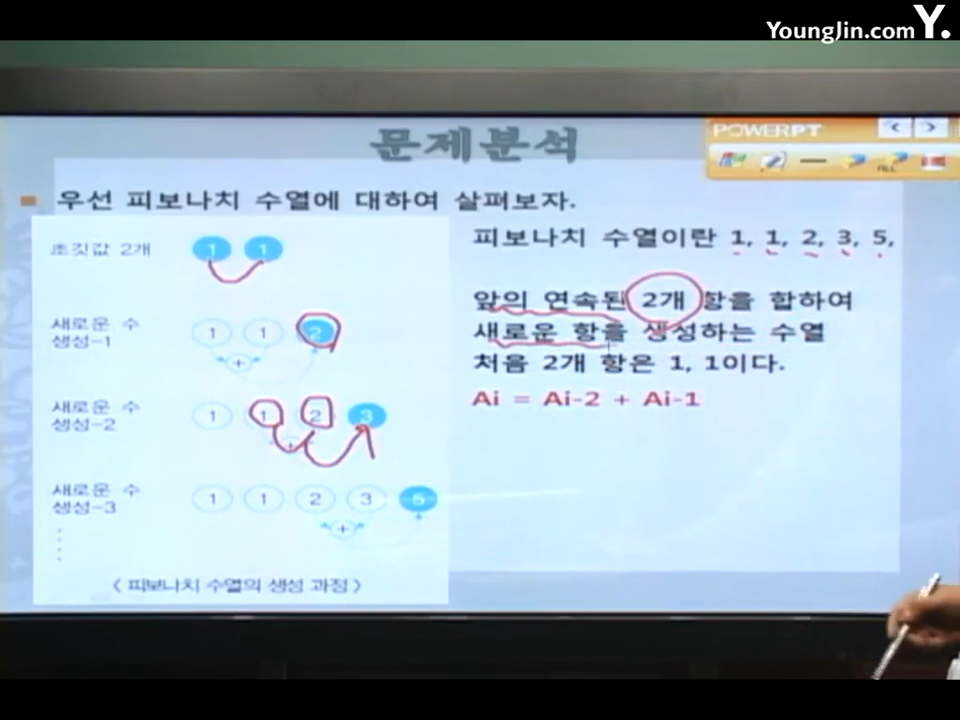 YoungJin.com Y.
문제분석
POWERPT
우선 피보나치 수열에 대하여 살펴보자.
초깃값 2개
1 1
새로운 수
생성-1
1 1 2
+
새로운 수
생성-2
1 1 2 3
+
새로운 수
생성-3
1 1 2 3 5
+
< 피보나치 수열의 생성 과정 >
피보나치 수열이란 1, 1, 2, 3, 5,
앞의 연속된 2개 항을 합하여
새로운 항을 생성하는 수열
처음 2개 항은 1, 1이다.
Ai = Ai-2 + Ai-1